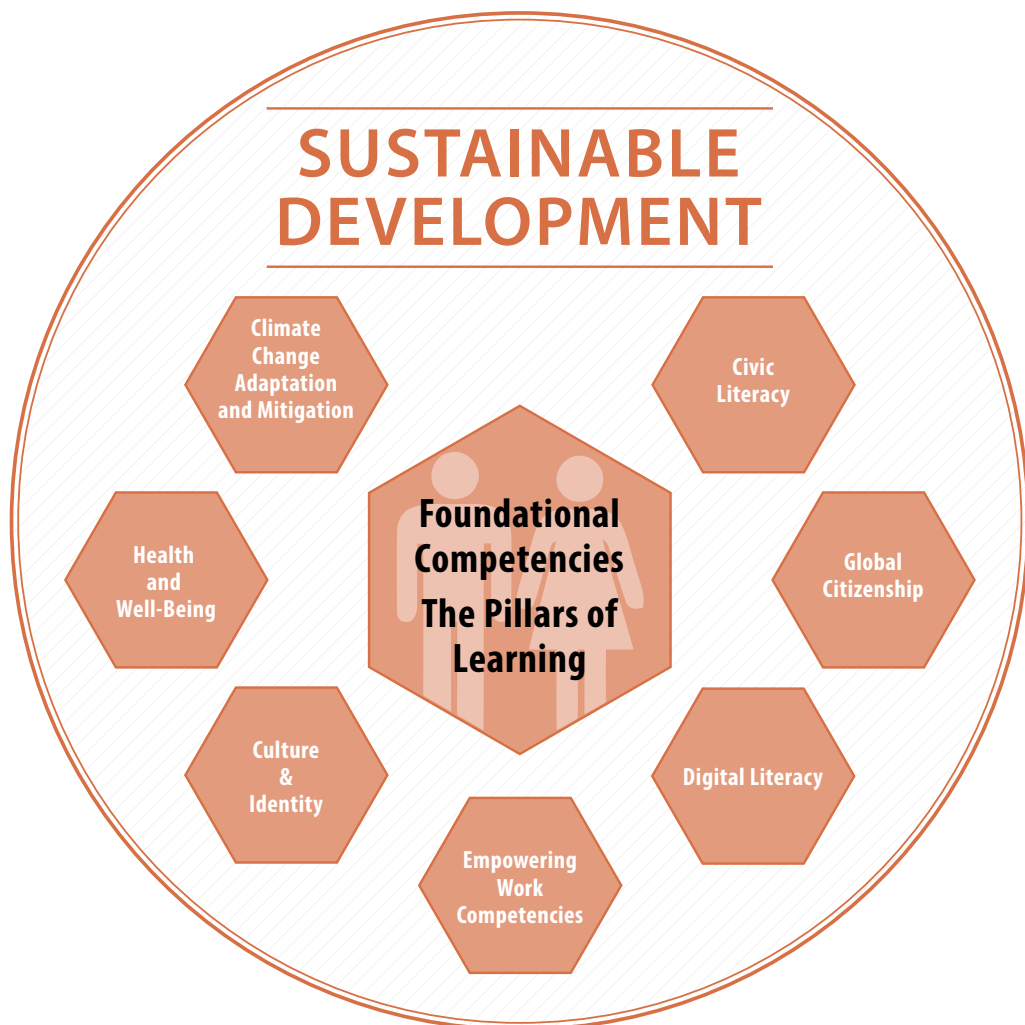 SUSTAINABLE
DEVELOPMENT
Climate
Change
Adaptation
and Mitigation
Civic
Literacy
Foundational
Competencies
The Pillars of
Learning
Health
and
Well-Being
Global
Citizenship
Culture
&
Identity
Digital Literacy
Empowering
Work
Competencies